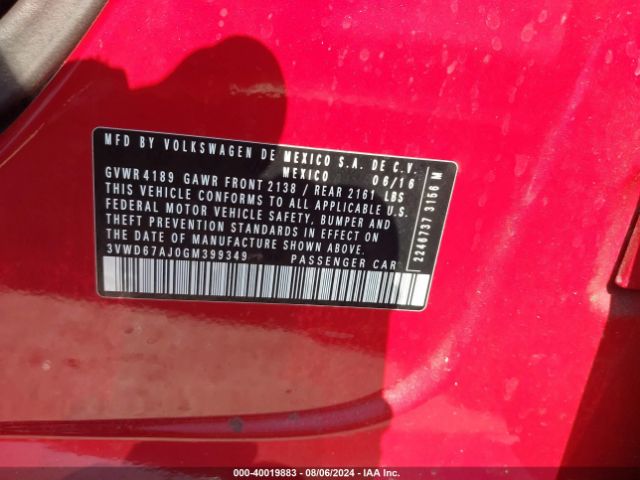 MFD BY VOLKSWAGEN DE MEXICO S.A. DE C.V.
MEXICO 06/16
GVWR 4189 GAWR FRONT 2138 / REAR 2161 LBS
THIS VEHICLE CONFORMS TO ALL APPLICABLE U.S.
FEDERAL MOTOR VEHICLE SAFETY, BUMPER AND
THEFT PREVENTION STANDARDS IN EFFECT ON
THE DATE OF MANUFACTURE SHOWN ABOVE.
3VWD67AJ0GM399349 PASSENGER CAR
2246737 3156 M
000-40019883 — 08/06/2024 — IAA Inc.